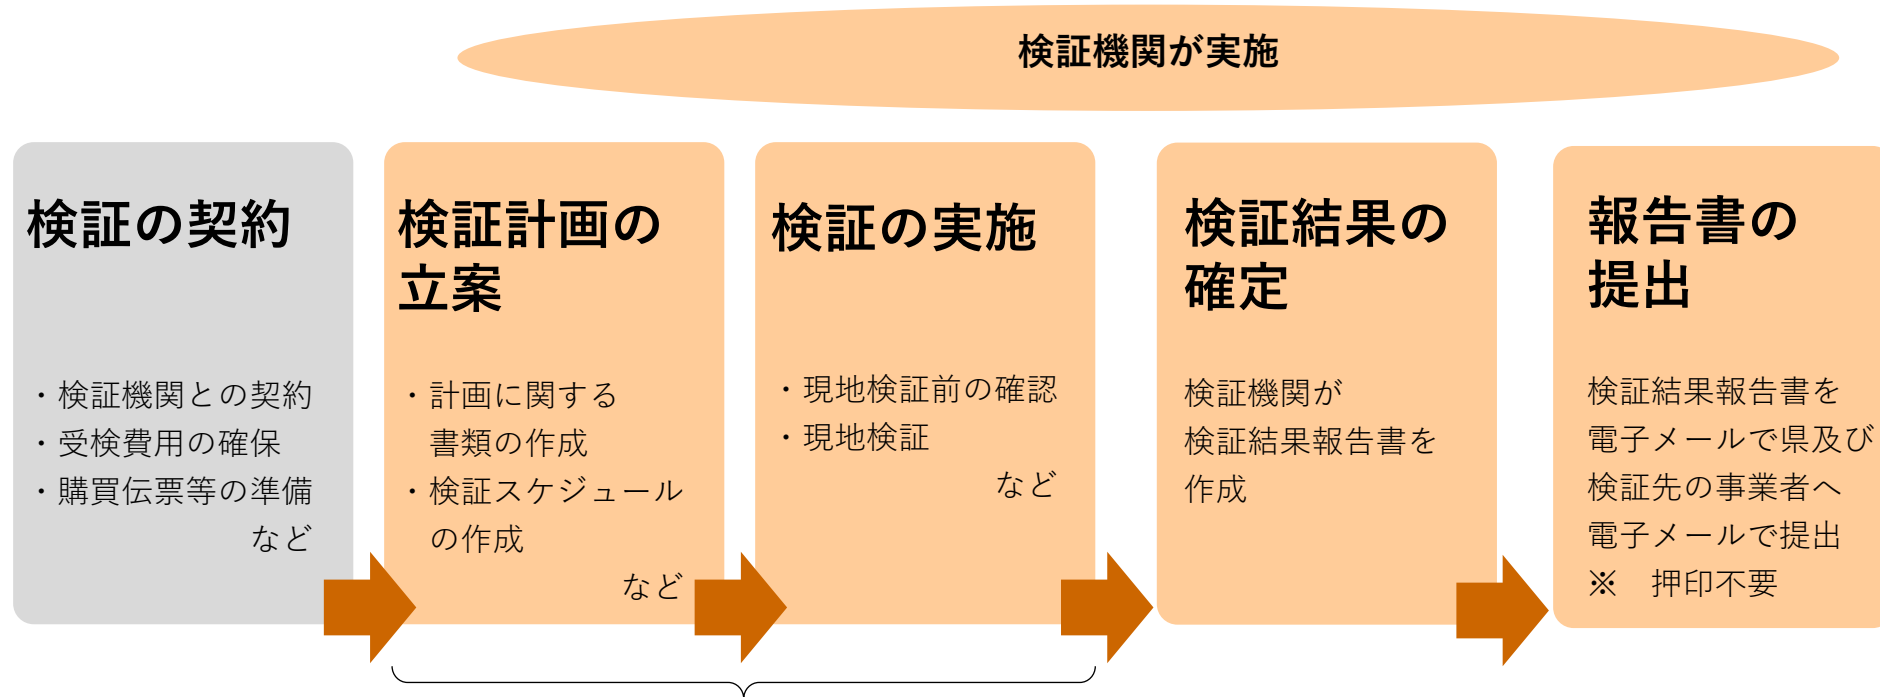 検証機関が実施
検証の契約
・検証機関との契約
・受検費用の確保
・購買伝票等の準備
など
検証計画の
立案
・計画に関する
書類の作成
・検証スケジュール
の作成
など
検証の実施
・現地検証前の確認
・現地検証
など
検証結果の
確定
検証機関が
検証結果報告書を
作成
報告書の
提出
検証結果報告書を
電子メールで県及び
検証先の事業者へ
電子メールで提出
※　押印不要